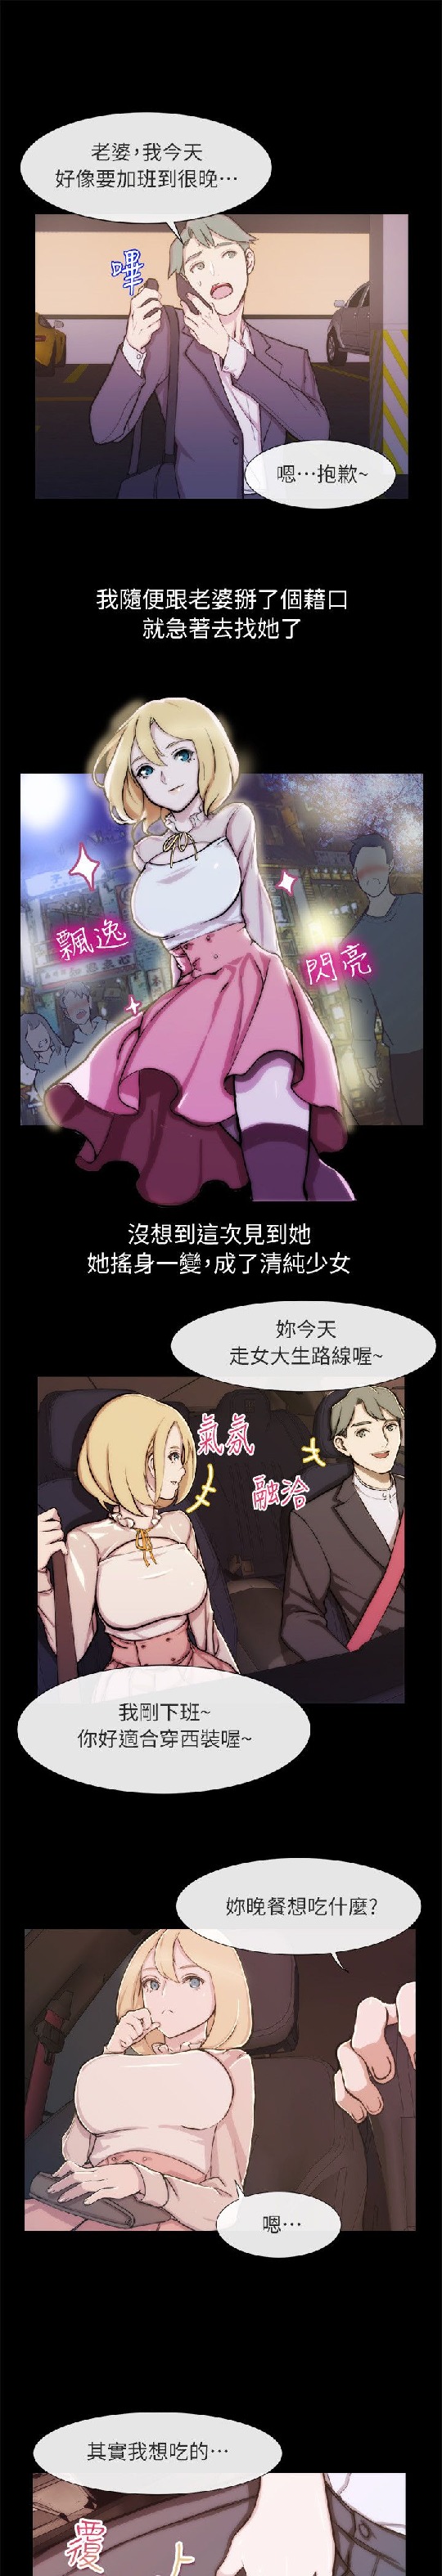 老婆，我今天
好像要加班到很晚⋯
嗶
嗯⋯抱歉~
我隨便跟老婆掰了個藉口
就急著去找她了
飄逸
閃亮
沒想到這次見到她
她搖身一變，成了清純少女
妳今天
走女大生路線喔~
氣氛
融洽
我剛下班~
你好適合穿西裝喔~
妳晚餐想吃什麼?
嗯⋯
其實我想吃的⋯
覆